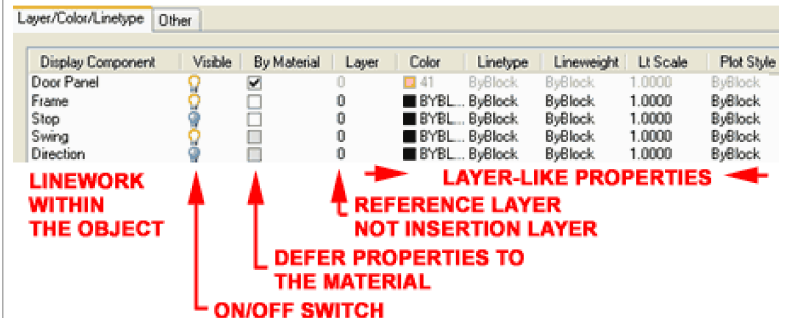 Layer/Color/Linetype Other
Display Component Visible By Material Layer Color Linetype Lineweight Lt Scale Plot Style
Door Panel 0 41 ByBlock ByBlock 1.0000 ByBlock
Frame 0 BYBL... ByBlock ByBlock 1.0000 ByBlock
Stop 0 BYBL... ByBlock ByBlock 1.0000 ByBlock
Swing 0 BYBL... ByBlock ByBlock 1.0000 ByBlock
Direction 0 BYBL... ByBlock ByBlock 1.0000 ByBlock
LINEWORK
WITHIN
THE OBJECT
LAYER-LIKE PROPERTIES
REFERENCE LAYER
NOT INSERTION LAYER
DEFER PROPERTIES TO
THE MATERIAL
ON/OFF SWITCH